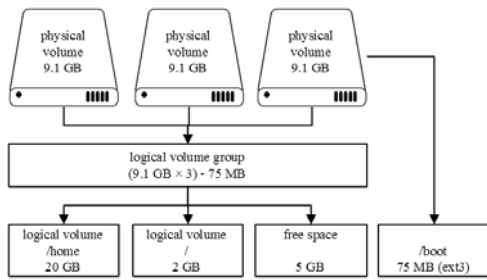 physical
volume
9.1 GB
physical
volume
9.1 GB
physical
volume
9.1 GB
logical volume group
(9.1 GB × 3) - 75 MB
logical volume
/home
20 GB
logical volume
/
2 GB
free space
5 GB
/boot
75 MB (ext3)